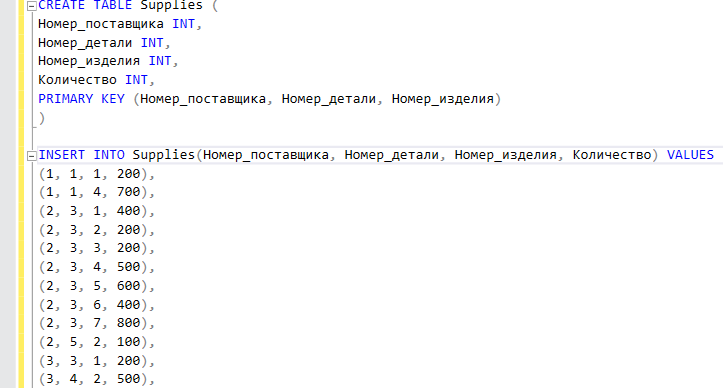 CREATE TABLE Supplies (
Номер_поставщика INT,
Номер_детали INT,
Номер_изделия INT,
Количество INT,
PRIMARY KEY (Номер_поставщика, Номер_детали, Номер_изделия)
)
INSERT INTO Supplies(Номер_поставщика, Номер_детали, Номер_изделия, Количество) VALUES
(1, 1, 1, 200),
(1, 1, 4, 700),
(2, 3, 1, 400),
(2, 3, 2, 200),
(2, 3, 3, 200),
(2, 3, 4, 500),
(2, 3, 5, 600),
(2, 3, 6, 400),
(2, 3, 7, 800),
(2, 5, 2, 100),
(3, 3, 1, 200),
(3, 4, 2, 500),